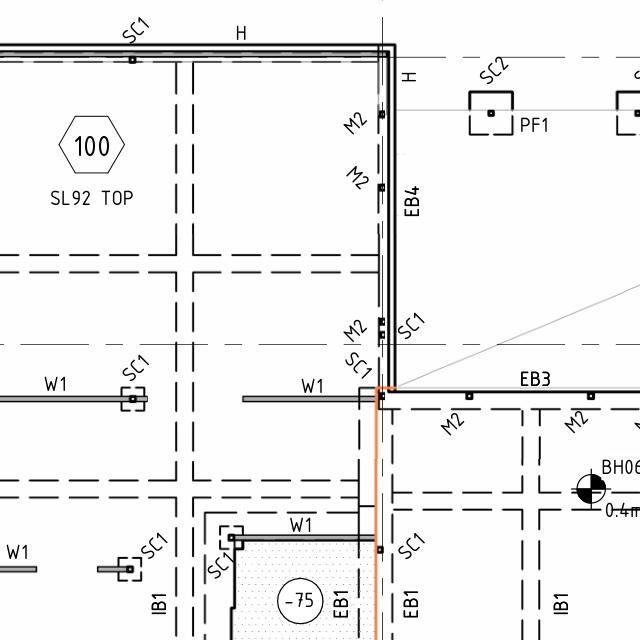 SC1
H
H
SC2
M2
PF1
100
M2
SL92 TOP
EB4
M2
SC1
SC1
SC1
W1
W1
EB3
M2
M2
BH06
0.4m
W1
SC1
SC1
W1
SC1
-75
IB1
EB1
EB1
IB1